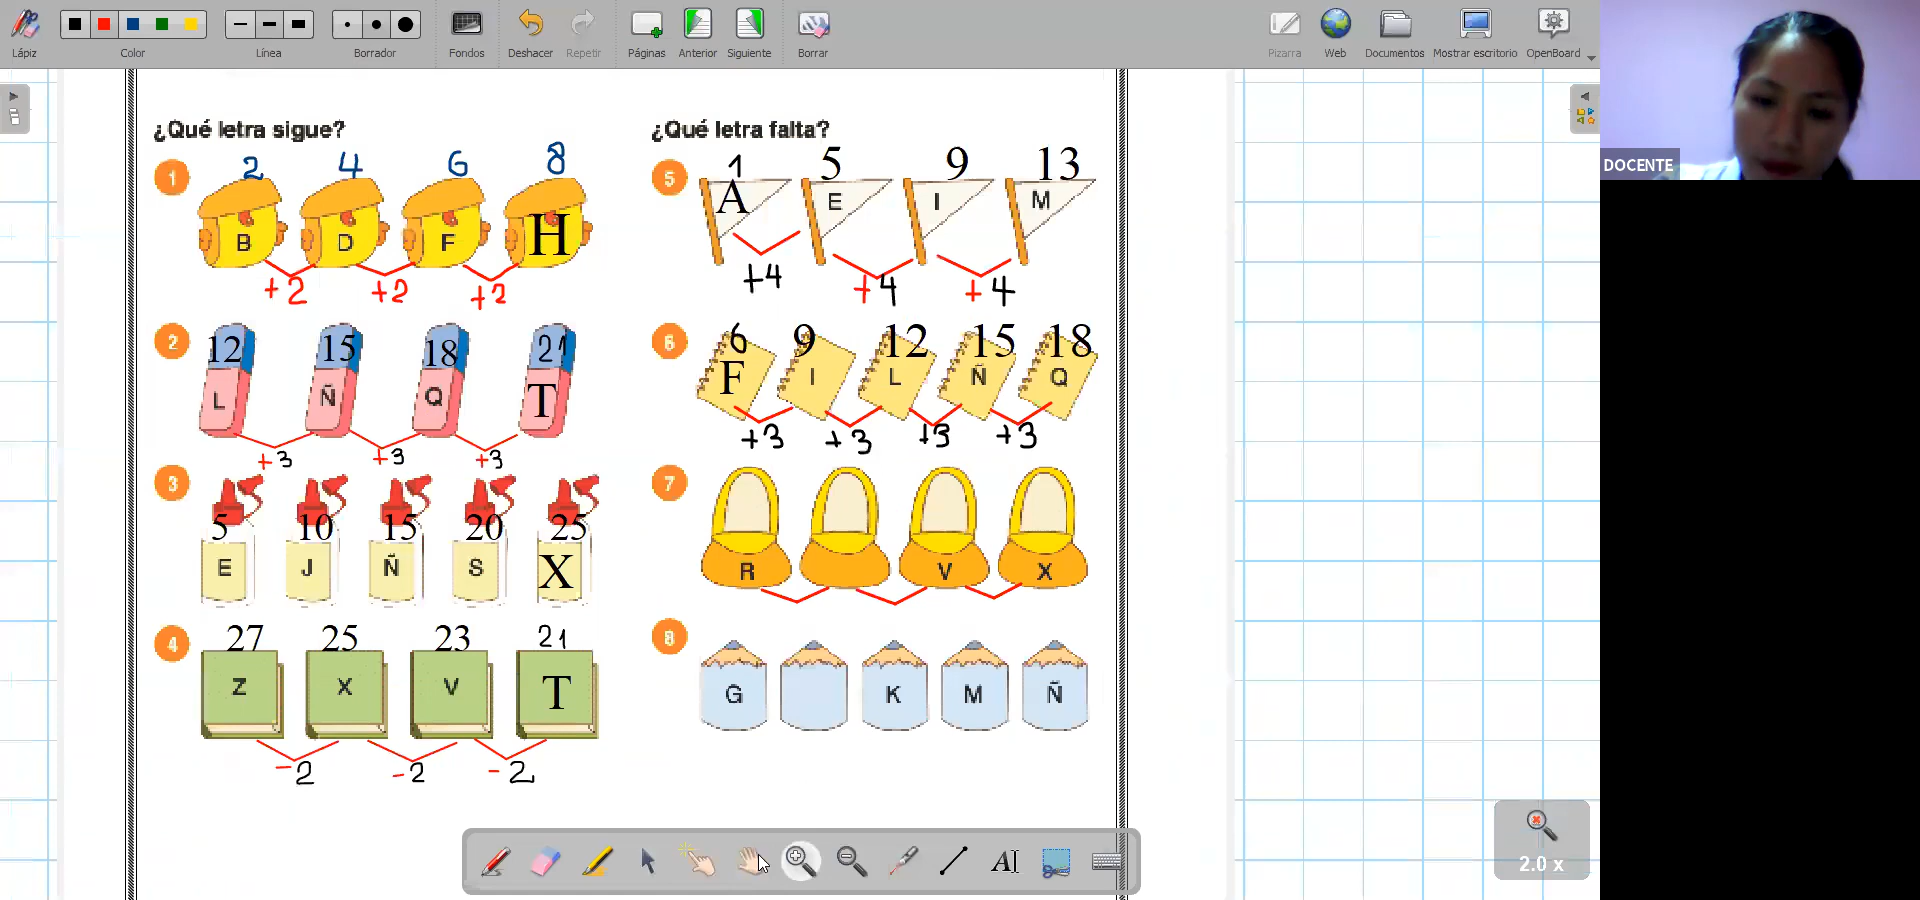 Lápiz Color Línea Borrador Fondos Deshacer Repetir Páginas Anterior Siguiente Borrar Pizarra Web Documentos Mostrar escritorio OpenBoard
DOCENTE
¿Qué letra sigue?
1 2 4 6 8
B D F H
+2 +2 +2
2 12 15 18 21
L Ñ Q T
+3 +3 +3
3
5 10 15 20 25
E J Ñ S X
4 27 25 23 21
Z X V T
-2 -2 -2
¿Qué letra falta?
5 1 5 9 13
A E I M
+4 +4 +4
6 6 9 12 15 18
F I L Ñ Q
+3 +3 +3 +3
7
R V X
8
G K M Ñ
A
2.0 x